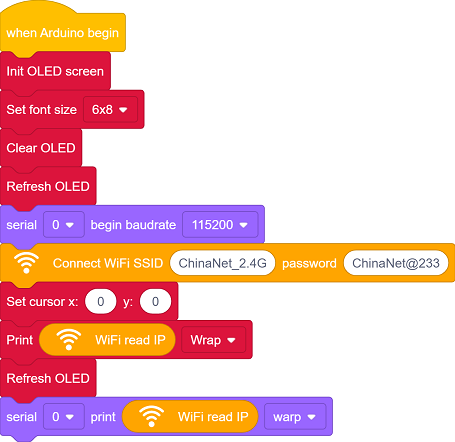 when Arduino begin
Init OLED screen
Set font size 6x8
Clear OLED
Refresh OLED
serial 0 begin baudrate 115200
Connect WiFi SSID ChinaNet_2.4G password ChinaNet@233
Set cursor x: 0 y: 0
Print WiFi read IP Wrap
Refresh OLED
serial 0 print WiFi read IP warp